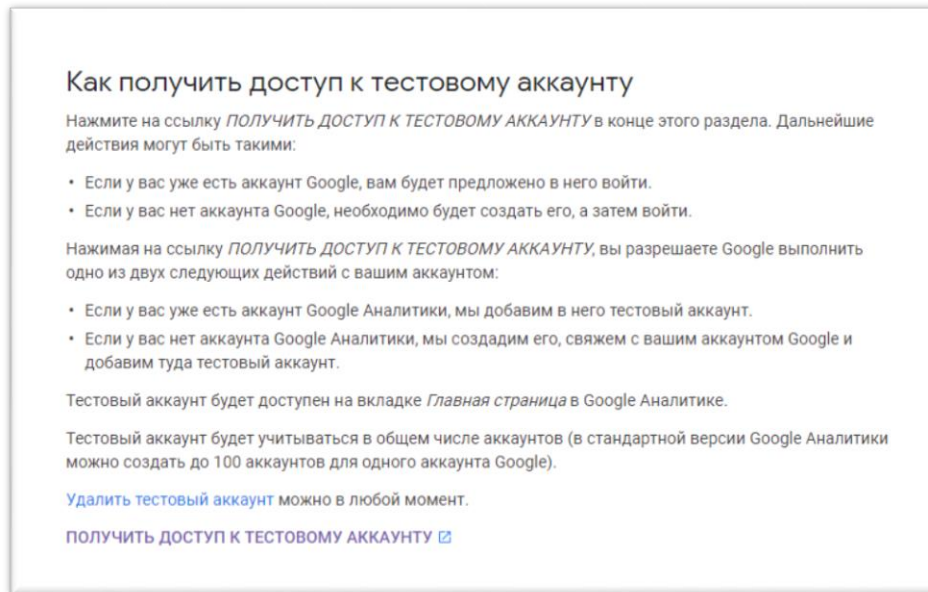 Как получить доступ к тестовому аккаунту
Нажмите на ссылку ПОЛУЧИТЬ ДОСТУП К ТЕСТОВОМУ АККАУНТУ в конце этого раздела. Дальнейшие
действия могут быть такими:
• Если у вас уже есть аккаунт Google, вам будет предложено в него войти.
• Если у вас нет аккаунта Google, необходимо будет создать его, а затем войти.
Нажимая на ссылку ПОЛУЧИТЬ ДОСТУП К ТЕСТОВОМУ АККАУНТУ, вы разрешаете Google выполнить
одно из двух следующих действий с вашим аккаунтом:
• Если у вас уже есть аккаунт Google Аналитики, мы добавим в него тестовый аккаунт.
• Если у вас нет аккаунта Google Аналитики, мы создадим его, свяжем с вашим аккаунтом Google и
добавим туда тестовый аккаунт.
Тестовый аккаунт будет доступен на вкладке Главная страница в Google Аналитике.
Тестовый аккаунт будет учитываться в общем числе аккаунтов (в стандартной версии Google Аналитики
можно создать до 100 аккаунтов для одного аккаунта Google).
Удалить тестовый аккаунт можно в любой момент.
ПОЛУЧИТЬ ДОСТУП К ТЕСТОВОМУ АККАУНТУ